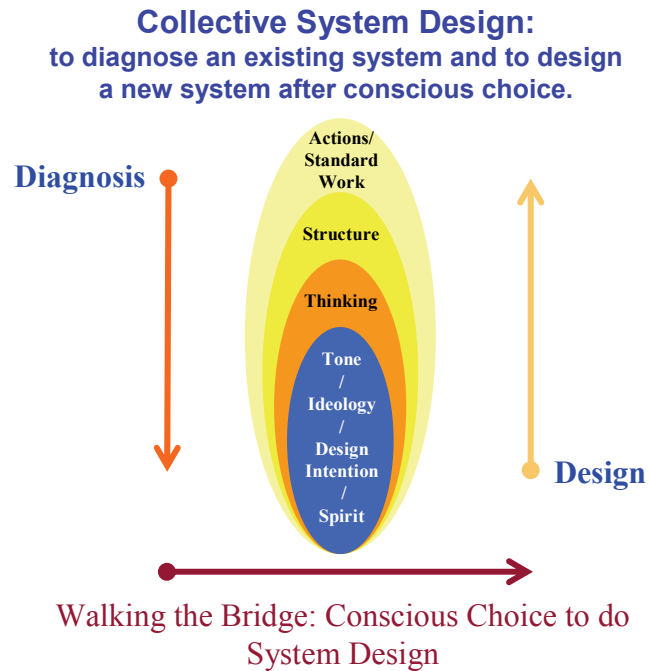 Collective System Design:
to diagnose an existing system and to design
a new system after conscious choice.
Diagnosis
Actions/
Standard
Work
Structure
Thinking
Tone
/
Ideology
/
Design
Intention
/
Spirit
Design
Walking the Bridge: Conscious Choice to do
System Design